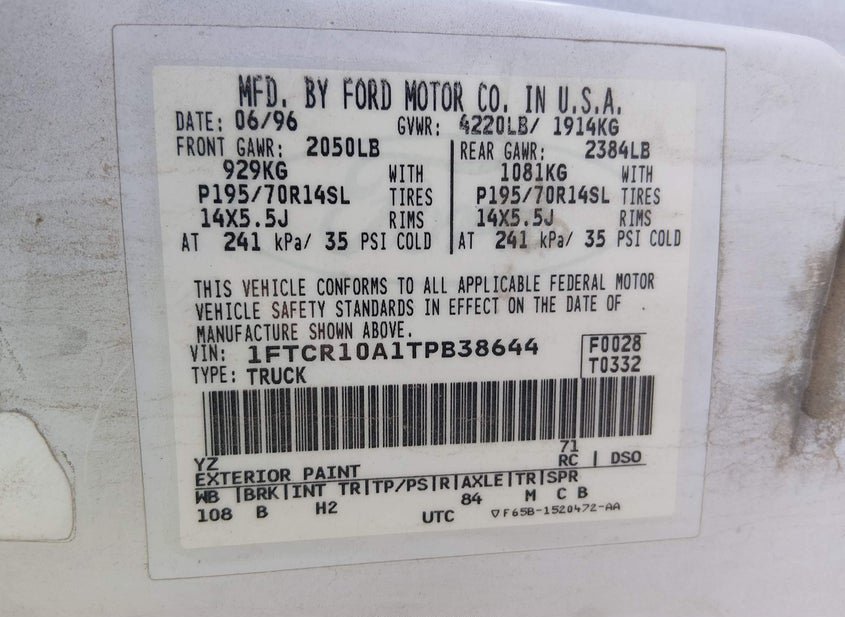 MFD. BY FORD MOTOR CO. IN U.S.A.
DATE: 06/96 GVWR: 4220LB/ 1914KG
FRONT GAWR: 2050LB REAR GAWR: 2384LB
929KG WITH 1081KG WITH
P195/70R14SL TIRES P195/70R14SL TIRES
14X5.5J RIMS 14X5.5J RIMS
AT 241 kPa/ 35 PSI COLD AT 241 kPa/ 35 PSI COLD
THIS VEHICLE CONFORMS TO ALL APPLICABLE FEDERAL MOTOR
VEHICLE SAFETY STANDARDS IN EFFECT ON THE DATE OF
MANUFACTURE SHOWN ABOVE.
VIN: 1FTCR10A1TPB38644 F0028
TYPE: TRUCK T0332
71
YZ RC | DSO
EXTERIOR PAINT
WB |BRK|INT TR|TP/PS|R|AXLE|TR|SPR
108 B H2 84 M C B
UTC ▽F65B-1520472-AA